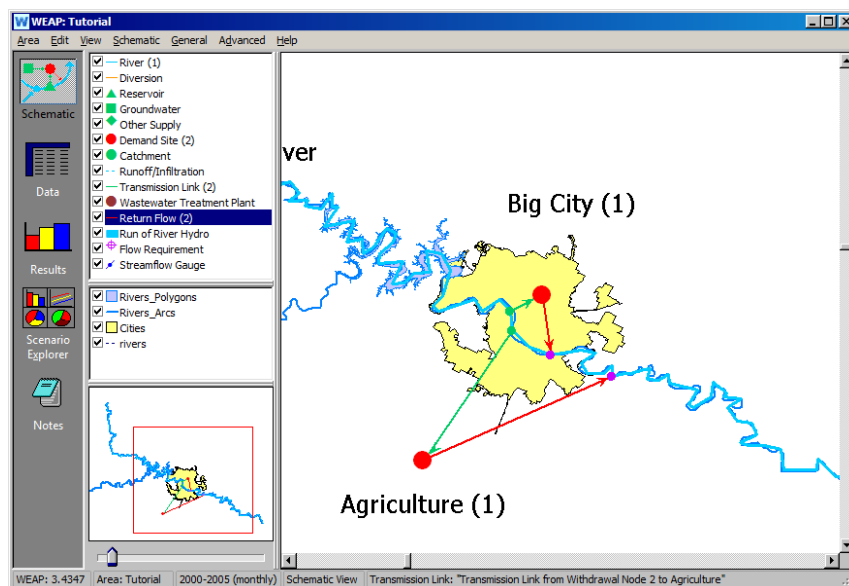 WEAP: Tutorial
Area Edit View Schematic General Advanced Help
Schematic
Data
Results
Scenario
Explorer
Notes
River (1)
Diversion
Reservoir
Groundwater
Other Supply
Demand Site (2)
Catchment
Runoff/Infiltration
Transmission Link (2)
Wastewater Treatment Plant
Return Flow (2)
Run of River Hydro
Flow Requirement
Streamflow Gauge
Rivers_Polygons
Rivers_Arcs
Cities
rivers
ver
Big City (1)
Agriculture (1)
WEAP: 3.4347 Area: Tutorial 2000-2005 (monthly) Schematic View Transmission Link: "Transmission Link from Withdrawal Node 2 to Agriculture"